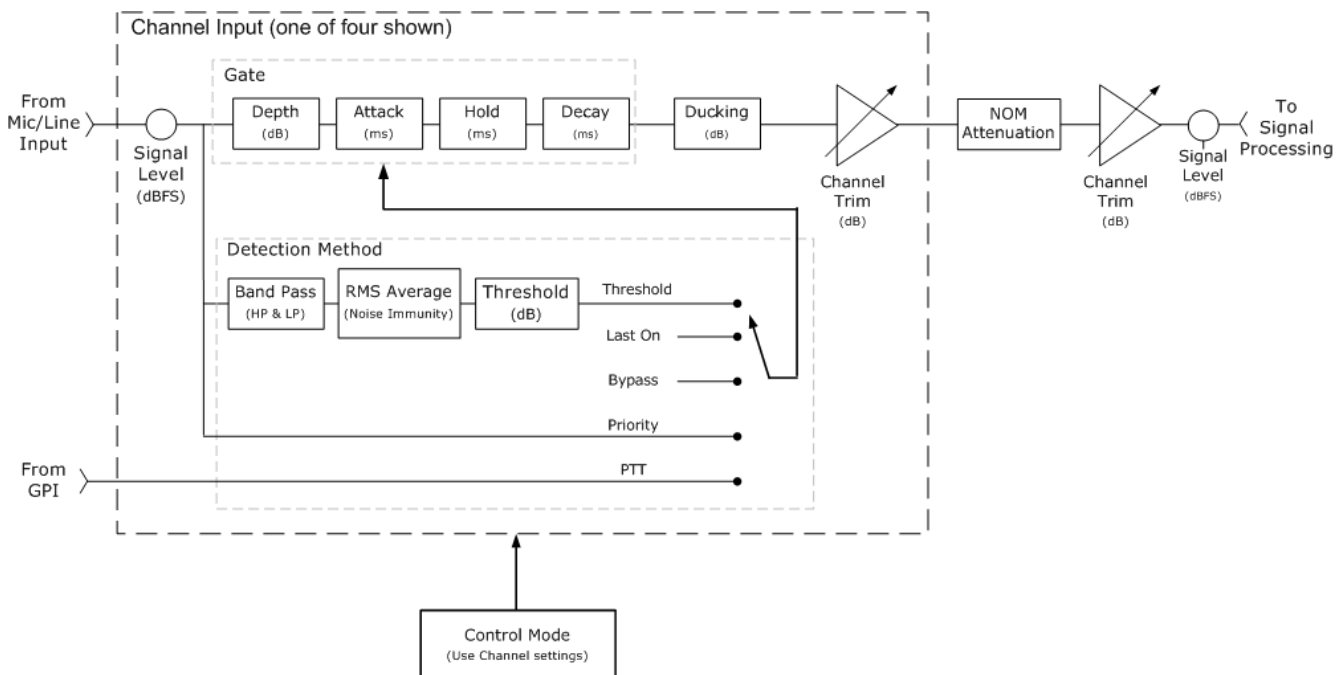 Channel Input (one of four shown)
Gate
From
Mic/Line
Input
Signal
Level
(dBFS)
Depth
(dB)
Attack
(ms)
Hold
(ms)
Decay
(ms)
Ducking
(dB)
Channel
Trim
(dB)
NOM
Attenuation
Channel
Trim
(dB)
Signal
Level
(dBFS)
To
Signal
Processing
Detection Method
Band Pass
(HP & LP)
RMS Average
(Noise Immunity)
Threshold
(dB)
Threshold
Last On
Bypass
Priority
PTT
From
GPI
Control Mode
(Use Channel settings)